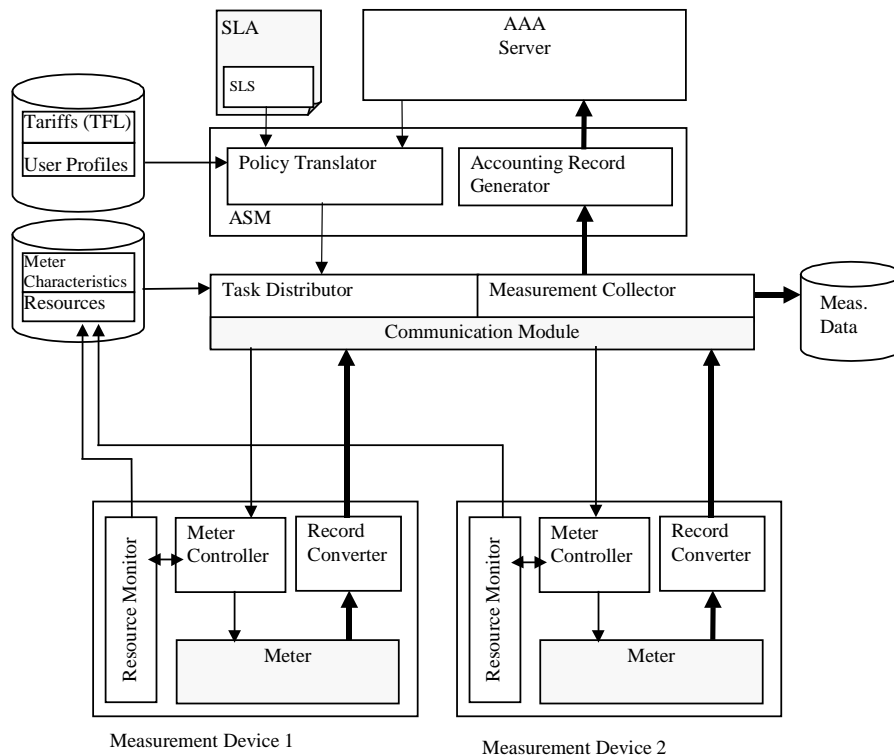 SLA
SLS
AAA
Server
Tariffs (TFL)
User Profiles
Policy Translator
Accounting Record
Generator
ASM
Meter
Characteristics
Resources
Task Distributor
Measurement Collector
Communication Module
Meas.
Data
Resource Monitor
Meter
Controller
Record
Converter
Meter
Resource Monitor
Meter
Controller
Record
Converter
Meter
Measurement Device 1
Measurement Device 2